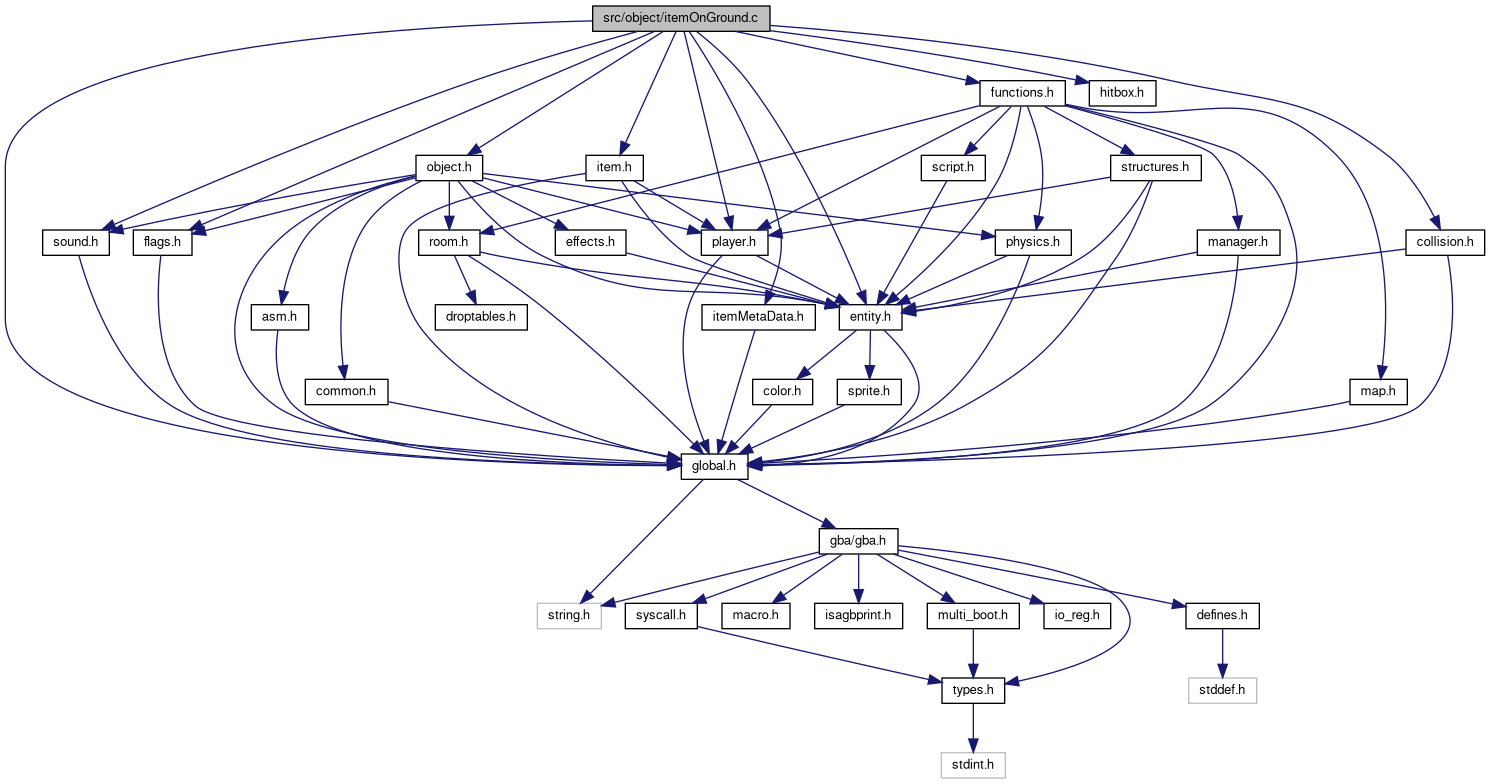 src/object/itemOnGround.c
functions.h
hitbox.h
object.h
item.h
script.h
structures.h
sound.h
flags.h
room.h
effects.h
player.h
physics.h
manager.h
collision.h
asm.h
droptables.h
itemMetaData.h
entity.h
common.h
color.h
sprite.h
map.h
global.h
gba/gba.h
string.h
syscall.h
macro.h
isagbprint.h
multi_boot.h
io_reg.h
defines.h
types.h
stddef.h
stdint.h